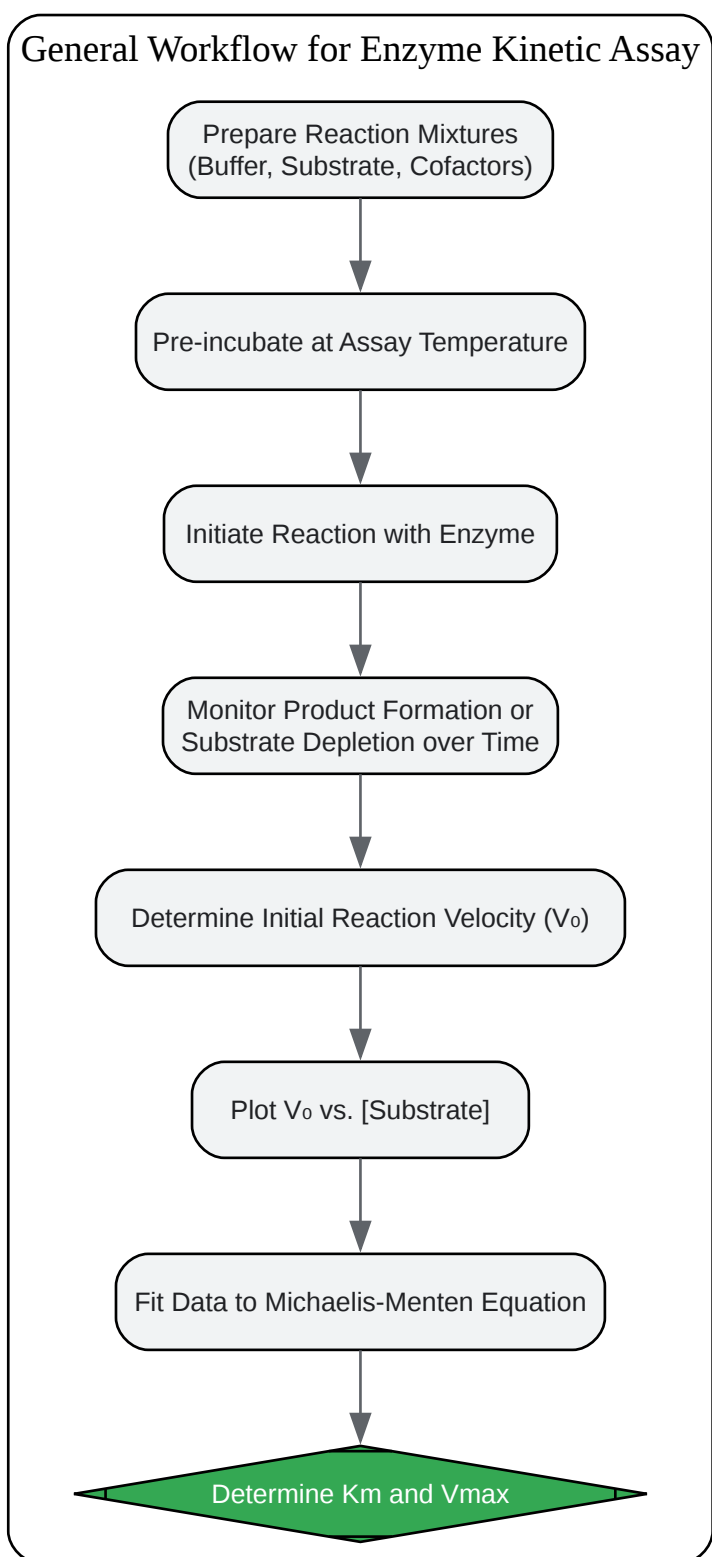 General Workflow for Enzyme Kinetic Assay
Prepare Reaction Mixtures
(Buffer, Substrate, Cofactors)
Pre-incubate at Assay Temperature
Initiate Reaction with Enzyme
Monitor Product Formation or
Substrate Depletion over Time
Determine Initial Reaction Velocity (V₀)
Plot V₀ vs. [Substrate]
Fit Data to Michaelis-Menten Equation
Determine Km and Vmax